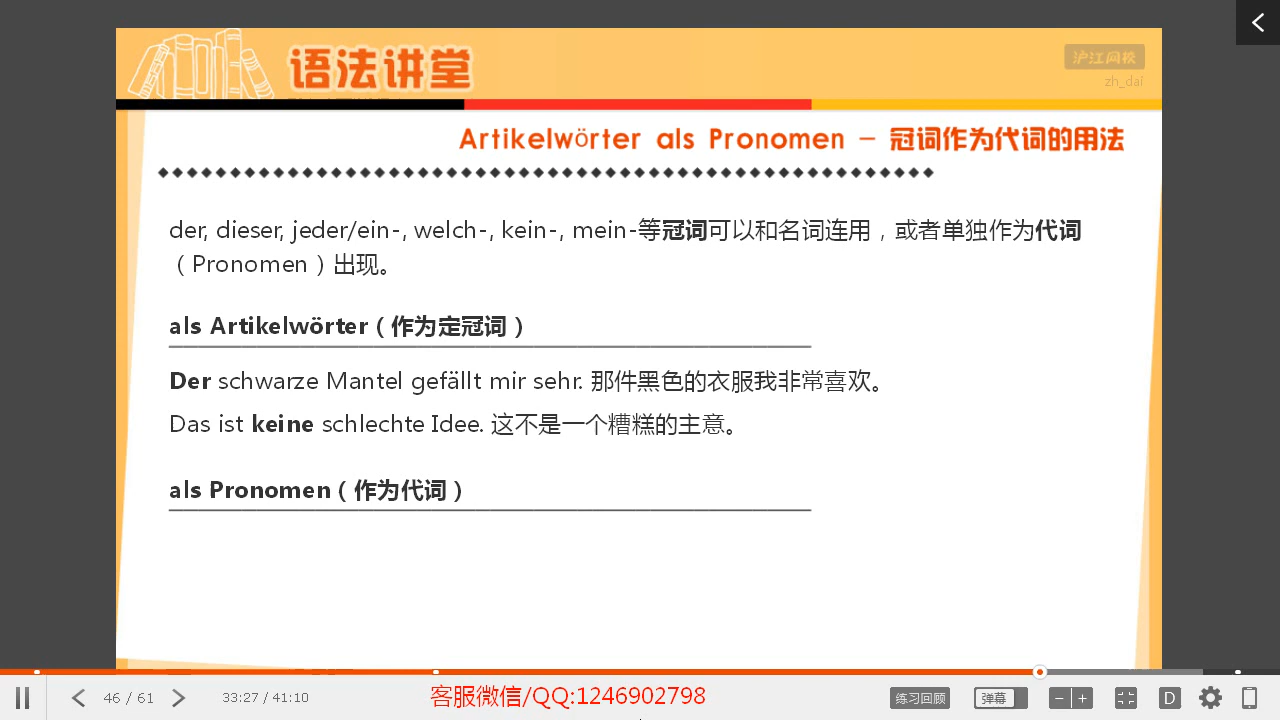 语法讲堂
沪江网校
zh_dai
Artikelwörter als Pronomen – 冠词作为代词的用法
der, dieser, jeder/ein-, welch-, kein-, mein-等冠词可以和名词连用，或者单独作为代词
（Pronomen）出现。
als Artikelwörter（作为定冠词）
Der schwarze Mantel gefällt mir sehr. 那件黑色的衣服我非常喜欢。
Das ist keine schlechte Idee. 这不是一个糟糕的主意。
als Pronomen（作为代词）
46 / 61
33:27 / 41:10
客服微信/QQ:1246902798
练习回顾
弹幕
D